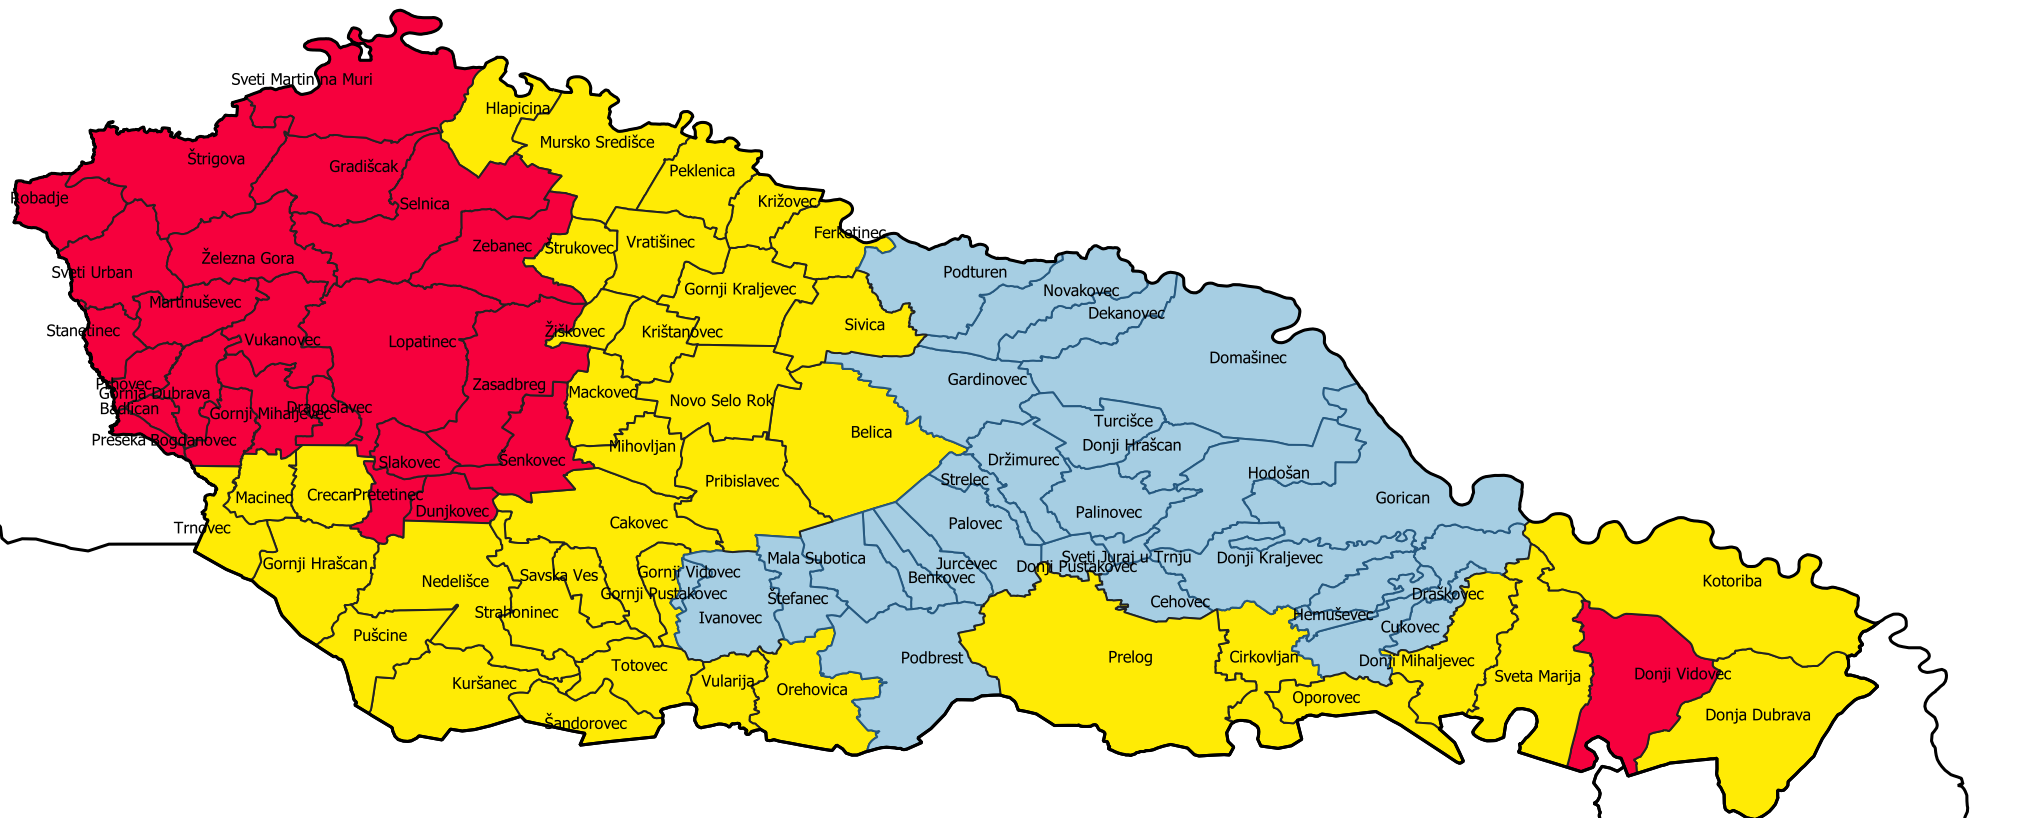 Sveti Martin na Muri
Hlapicina
Mursko Središce
Štrigova
Gradišcak
Peklenica
Robadje
Selnica
Križovec
Ferketinec
Zebanec
Strukovec
Vratišinec
Železna Gora
Sveti Urban
Podturen
Gornji Kraljevec
Novakovec
Martinuševec
Dekanovec
Stanetinec
Vukanovec
Lopatinec
Žiškovec
Krištanovec
Sivica
Domašinec
Prhovec
Gornja Dubrava
Zasadbreg
Mackovec
Gardinovec
Badlican
Gornji Mihaljevec
Dragoslavec
Novo Selo Rok
Turcišce
Preseka
Bogdanovec
Mihovljan
Belica
Donji Hrašcan
Slakovec
Šenkovec
Držimurec
Hodošan
Macinec
Crecan
Pretetinec
Pribislavec
Strelec
Gorican
Dunjkovec
Trnovec
Cakovec
Palovec
Palinovec
Gornji Hrašcan
Mala Subotica
Jurcevec
Sveti Juraj u Trnju
Donji Pustakovec
Donji Kraljevec
Nedelišce
Savska Ves
Gornji Vidovec
Benkovec
Kotoriba
Gornji Pustakovec
Štefanec
Cehovec
Draškovec
Strahoninec
Ivanovec
Hemuševec
Cukovec
Pušcine
Totovec
Podbrest
Prelog
Cirkovljan
Donji Mihaljevec
Kuršanec
Vularija
Orehovica
Oporovec
Sveta Marija
Donji Vidovec
Šandorovec
Donja Dubrava